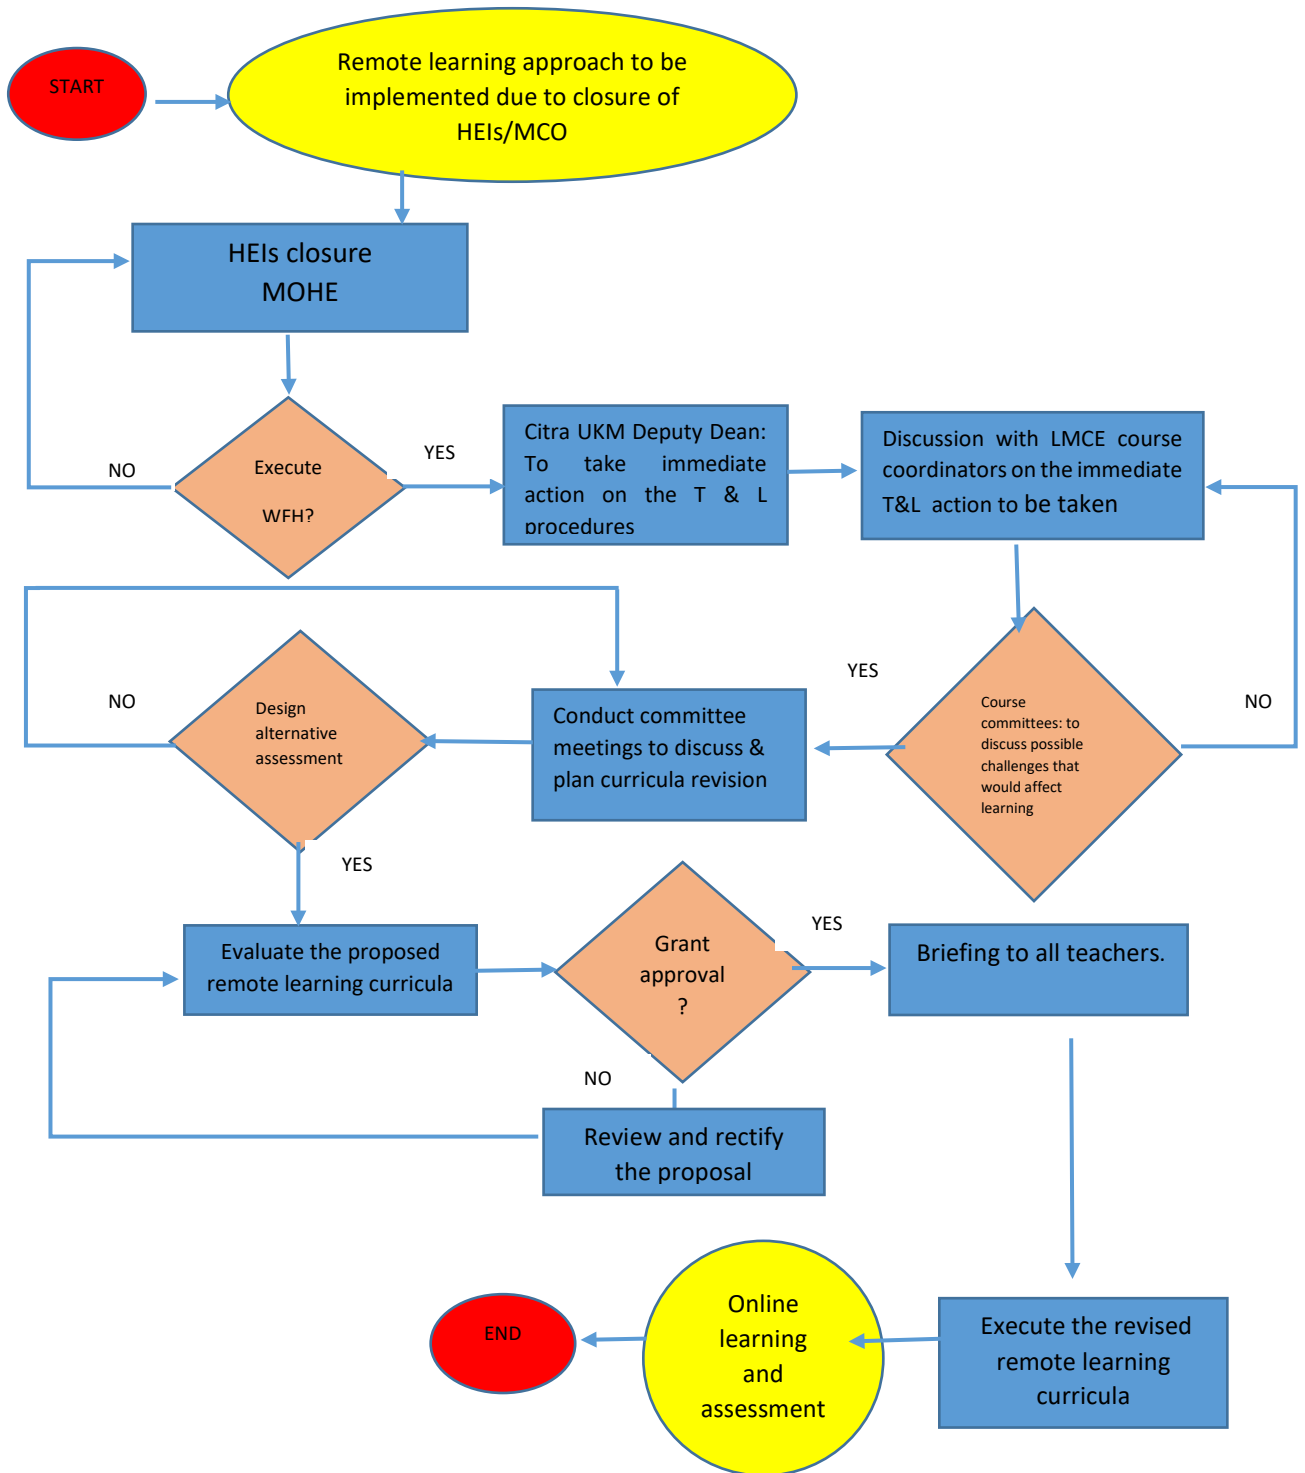 START
Remote learning approach to be
implemented due to closure of
HEIs/MCO
HEIs closure
MOHE
NO
Execute
WFH?
YES
Citra UKM Deputy Dean:
To take immediate
action on the T & L
procedures
Discussion with LMCE course
coordinators on the immediate
T&L action to be taken
NO
Design
alternative
assessment
Conduct committee
meetings to discuss &
plan curricula revision
YES
Course
committees: to
discuss possible
challenges that
would affect
learning
NO
YES
Evaluate the proposed
remote learning curricula
Grant
approval
?
YES
Briefing to all teachers.
NO
Review and rectify
the proposal
END
Online
learning
and
assessment
Execute the revised
remote learning
curricula